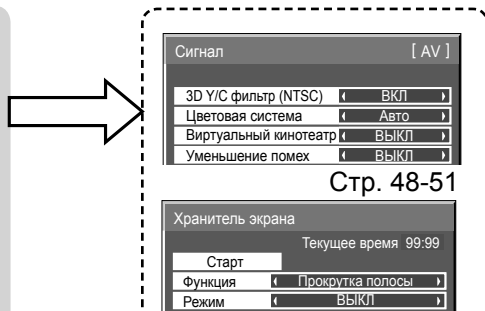 Сигнал [ AV ]
3D Y/C фильтр (NTSC) ВКЛ
Цветовая система Авто
Виртуальный кинотеатр ВЫКЛ
Уменьшение помех ВЫКЛ
Стр. 48-51
Хранитель экрана
Текущее время 99:99
Старт
Функция Прокрутка полосы
Режим ВЫКЛ